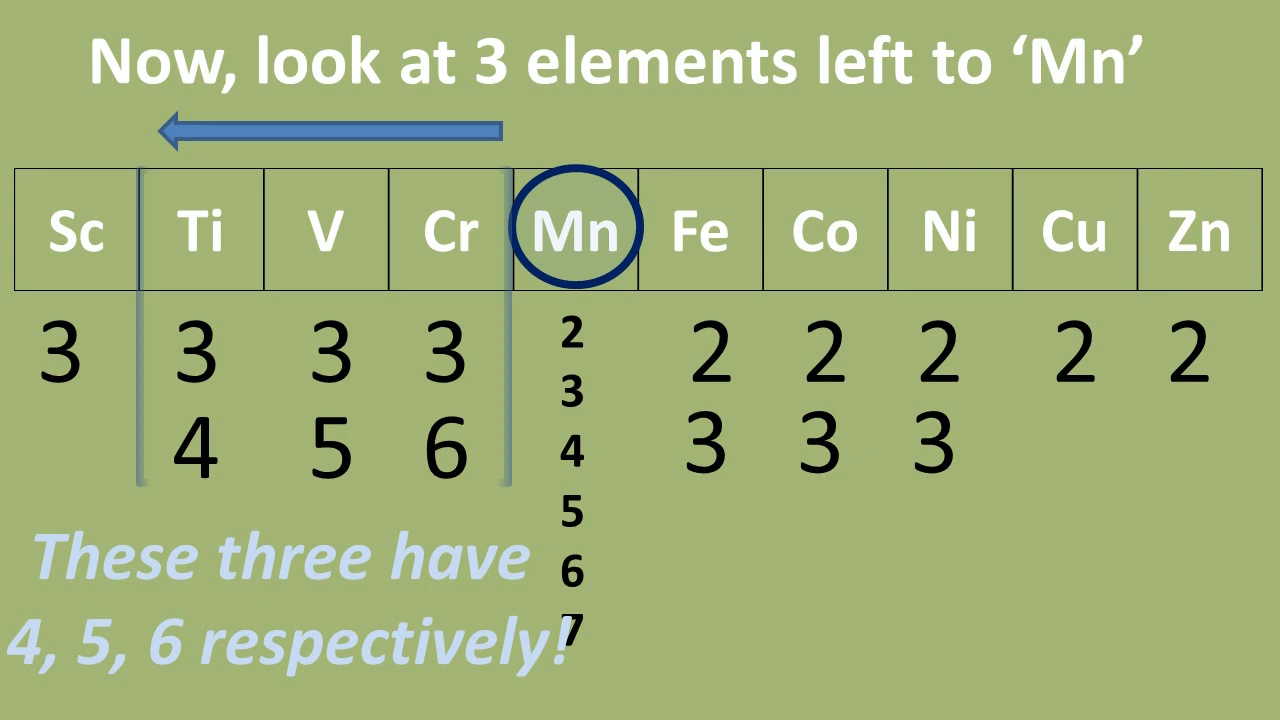 Now, look at 3 elements left to ‘Mn’
Sc Ti V Cr Mn Fe Co Ni Cu Zn
3 3 3 3 2 2 2 2 2 2
3
4 5 6 4 3 3 3
5
These three have 6
4, 5, 6 respectively! 7